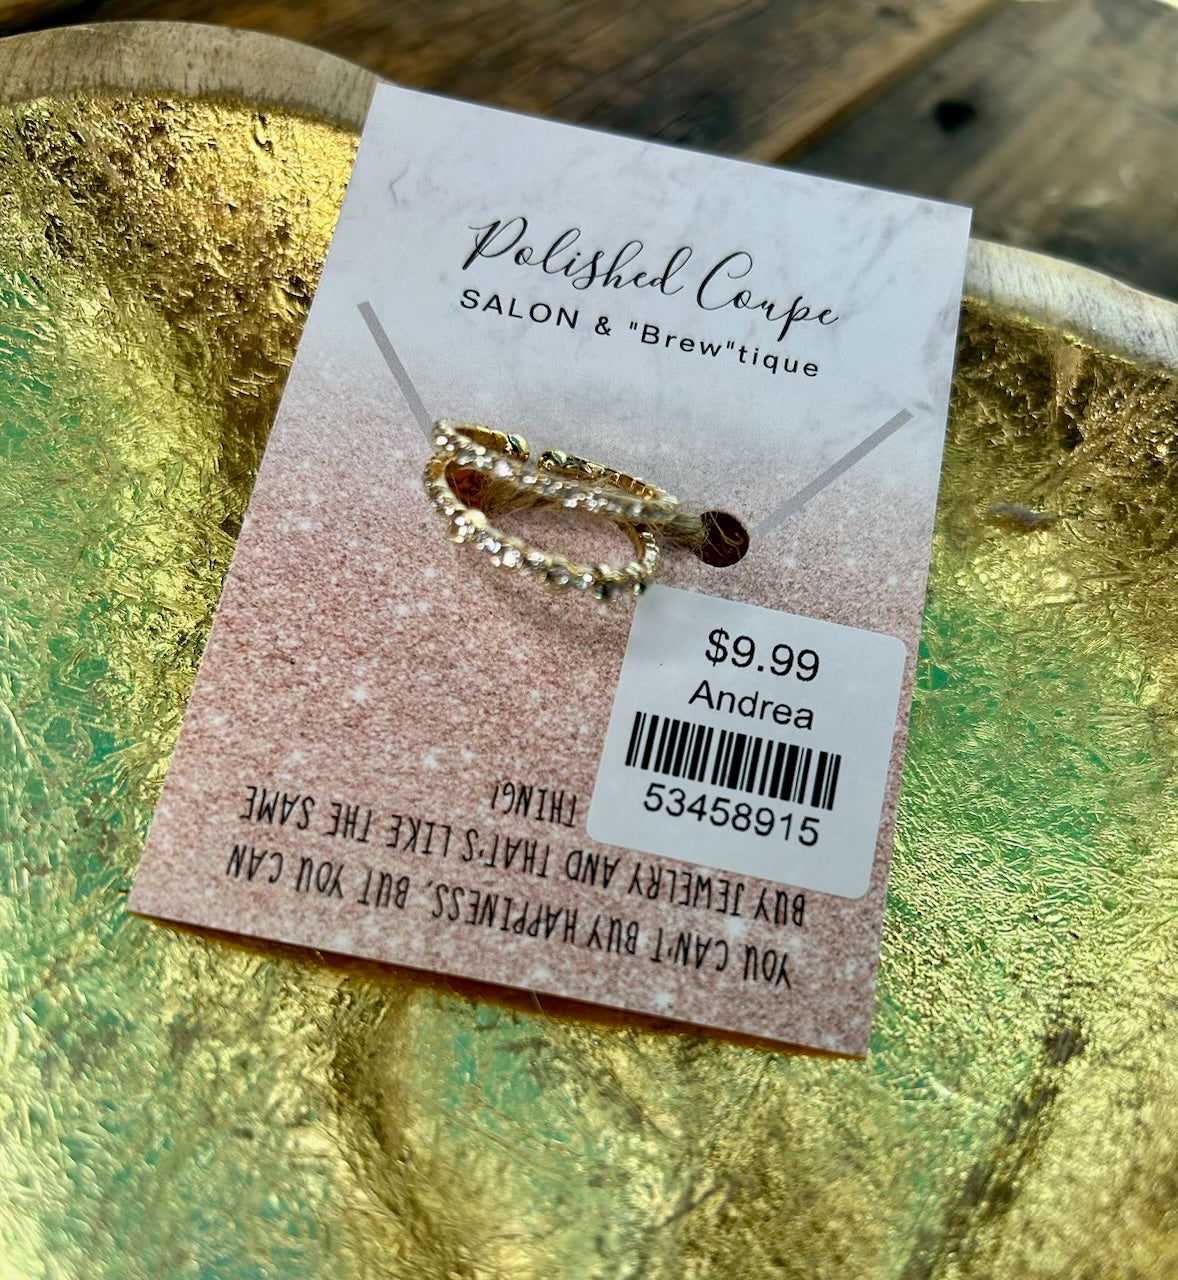 Polished Coupe
SALON & "Brew"tique
$9.99
Andrea
53458915
YOU CAN'T BUY HAPPINESS, BUT YOU CAN
BUY JEWELRY AND THAT'S LIKE THE SAME
THING!